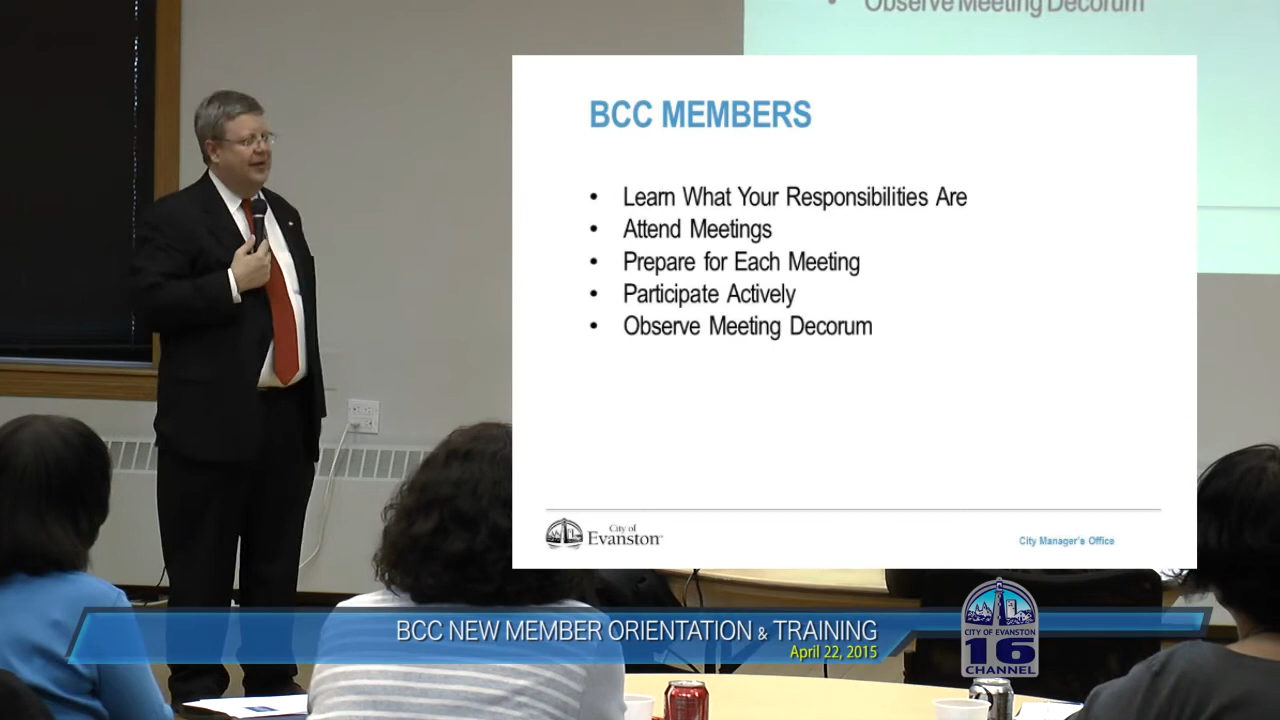 Observe Meeting Decorum
BCC MEMBERS
• Learn What Your Responsibilities Are
• Attend Meetings
• Prepare for Each Meeting
• Participate Actively
• Observe Meeting Decorum
City of
Evanston
City Manager's Office
BCC NEW MEMBER ORIENTATION & TRAINING
April 22, 2015
CITY OF EVANSTON
16
CHANNEL